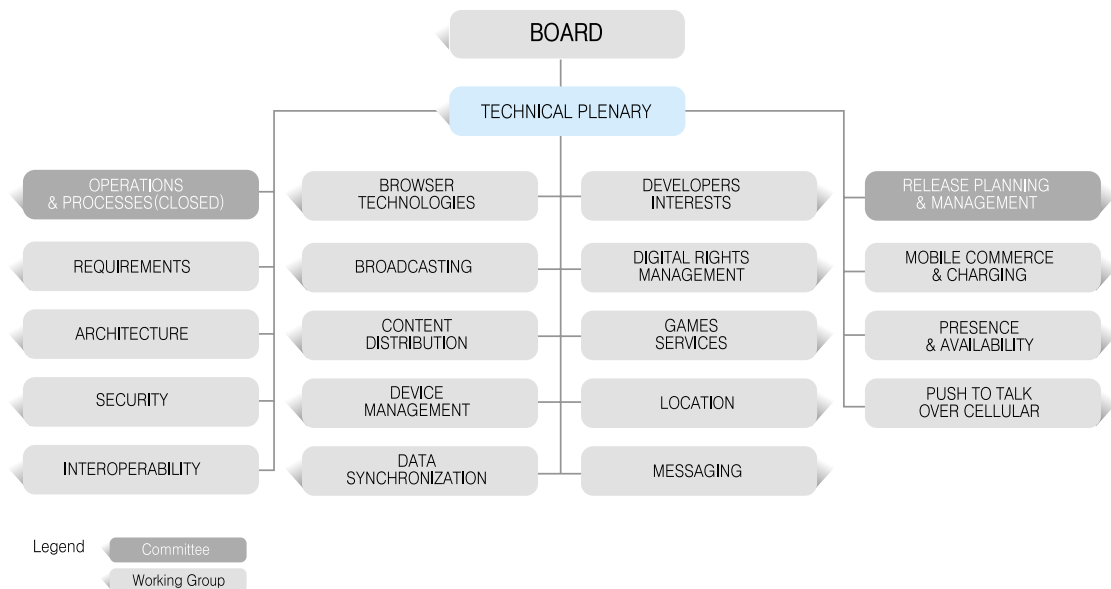 BOARD
TECHNICAL PLENARY
OPERATIONS
& PROCESSES(CLOSED)
REQUIREMENTS
ARCHITECTURE
SECURITY
INTEROPERABILITY
BROWSER
TECHNOLOGIES
BROADCASTING
CONTENT
DISTRIBUTION
DEVICE
MANAGEMENT
DATA
SYNCHRONIZATION
DEVELOPERS
INTERESTS
DIGITAL RIGHTS
MANAGEMENT
GAMES
SERVICES
LOCATION
MESSAGING
RELEASE PLANNING
& MANAGEMENT
MOBILE COMMERCE
& CHARGING
PRESENCE
& AVAILABILITY
PUSH TO TALK
OVER CELLULAR
Legend
Committee
Working Group